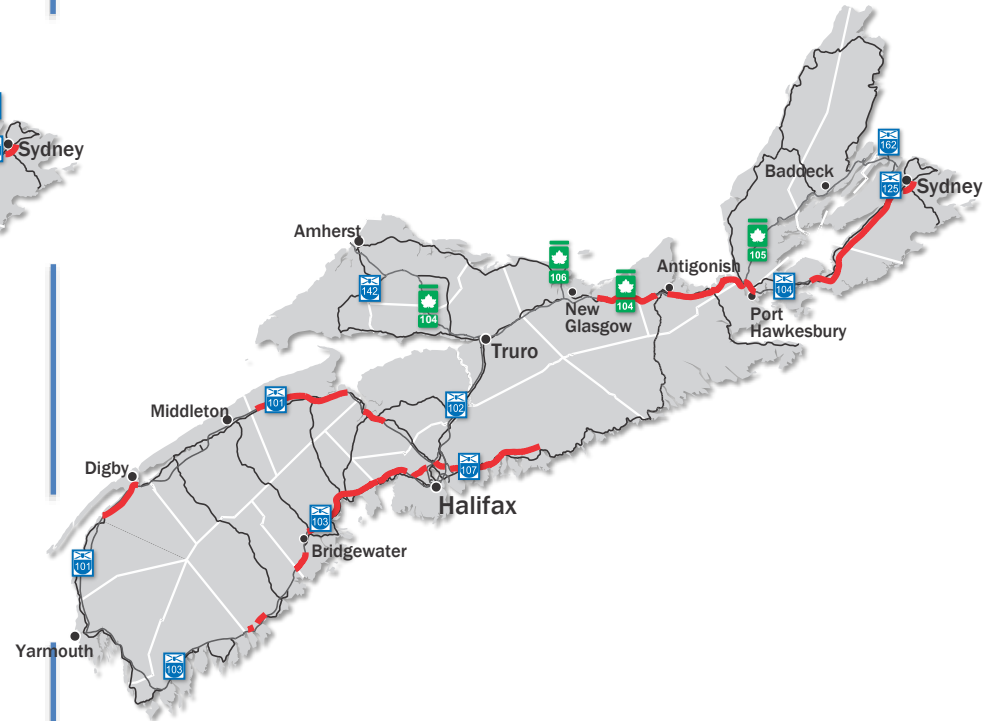 162
Sydney
Baddeck
125
Sydney
Amherst
105
106
Antigonish
142
104
104
104
New
Glasgow
Port
Hawkesbury
Truro
101
102
Middleton
Digby
107
Halifax
103
Bridgewater
101
Yarmouth
103